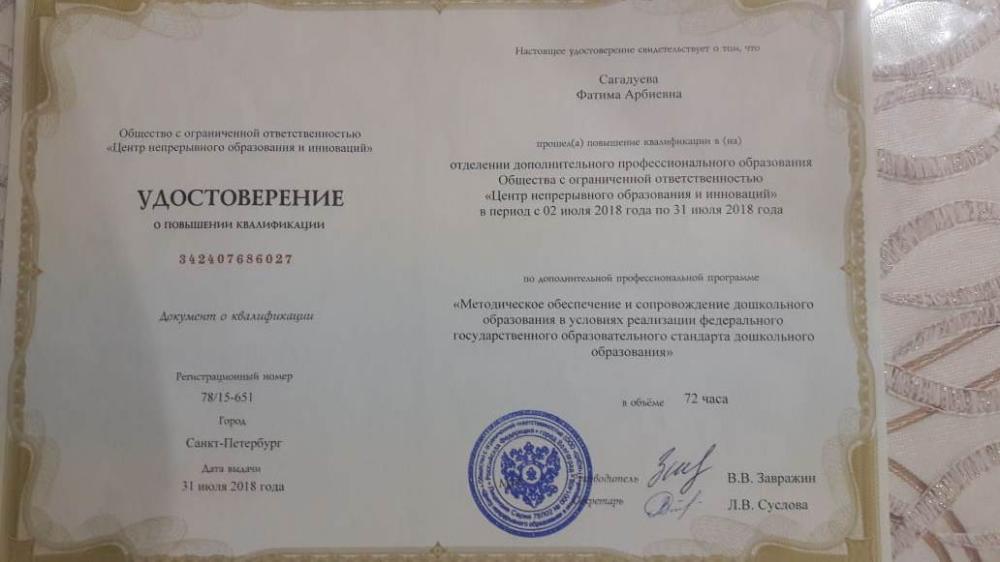 Общество с ограниченной ответственностью
«Центр непрерывного образования и инноваций»
УДОСТОВЕРЕНИЕ
О ПОВЫШЕНИИ КВАЛИФИКАЦИИ
342407686027
Документ о квалификации
Регистрационный номер
78/15-651
Город
Санкт-Петербург
Дата выдачи
31 июля 2018 года
Настоящее удостоверение свидетельствует о том, что
Сагадуева
Фатима Арбиевна
прошел(а) повышение квалификации в (на)
отделении дополнительного профессионального образования
Общества с ограниченной ответственностью
«Центр непрерывного образования и инноваций»
в период с 02 июля 2018 года по 31 июля 2018 года
по дополнительной профессиональной программе
«Методическое обеспечение и сопровождение дошкольного
образования в условиях реализации федерального
государственного образовательного стандарта дошкольного
образования»
в объёме 72 часа
Руководитель В.В. Завражин
Секретарь Л.В. Суслова